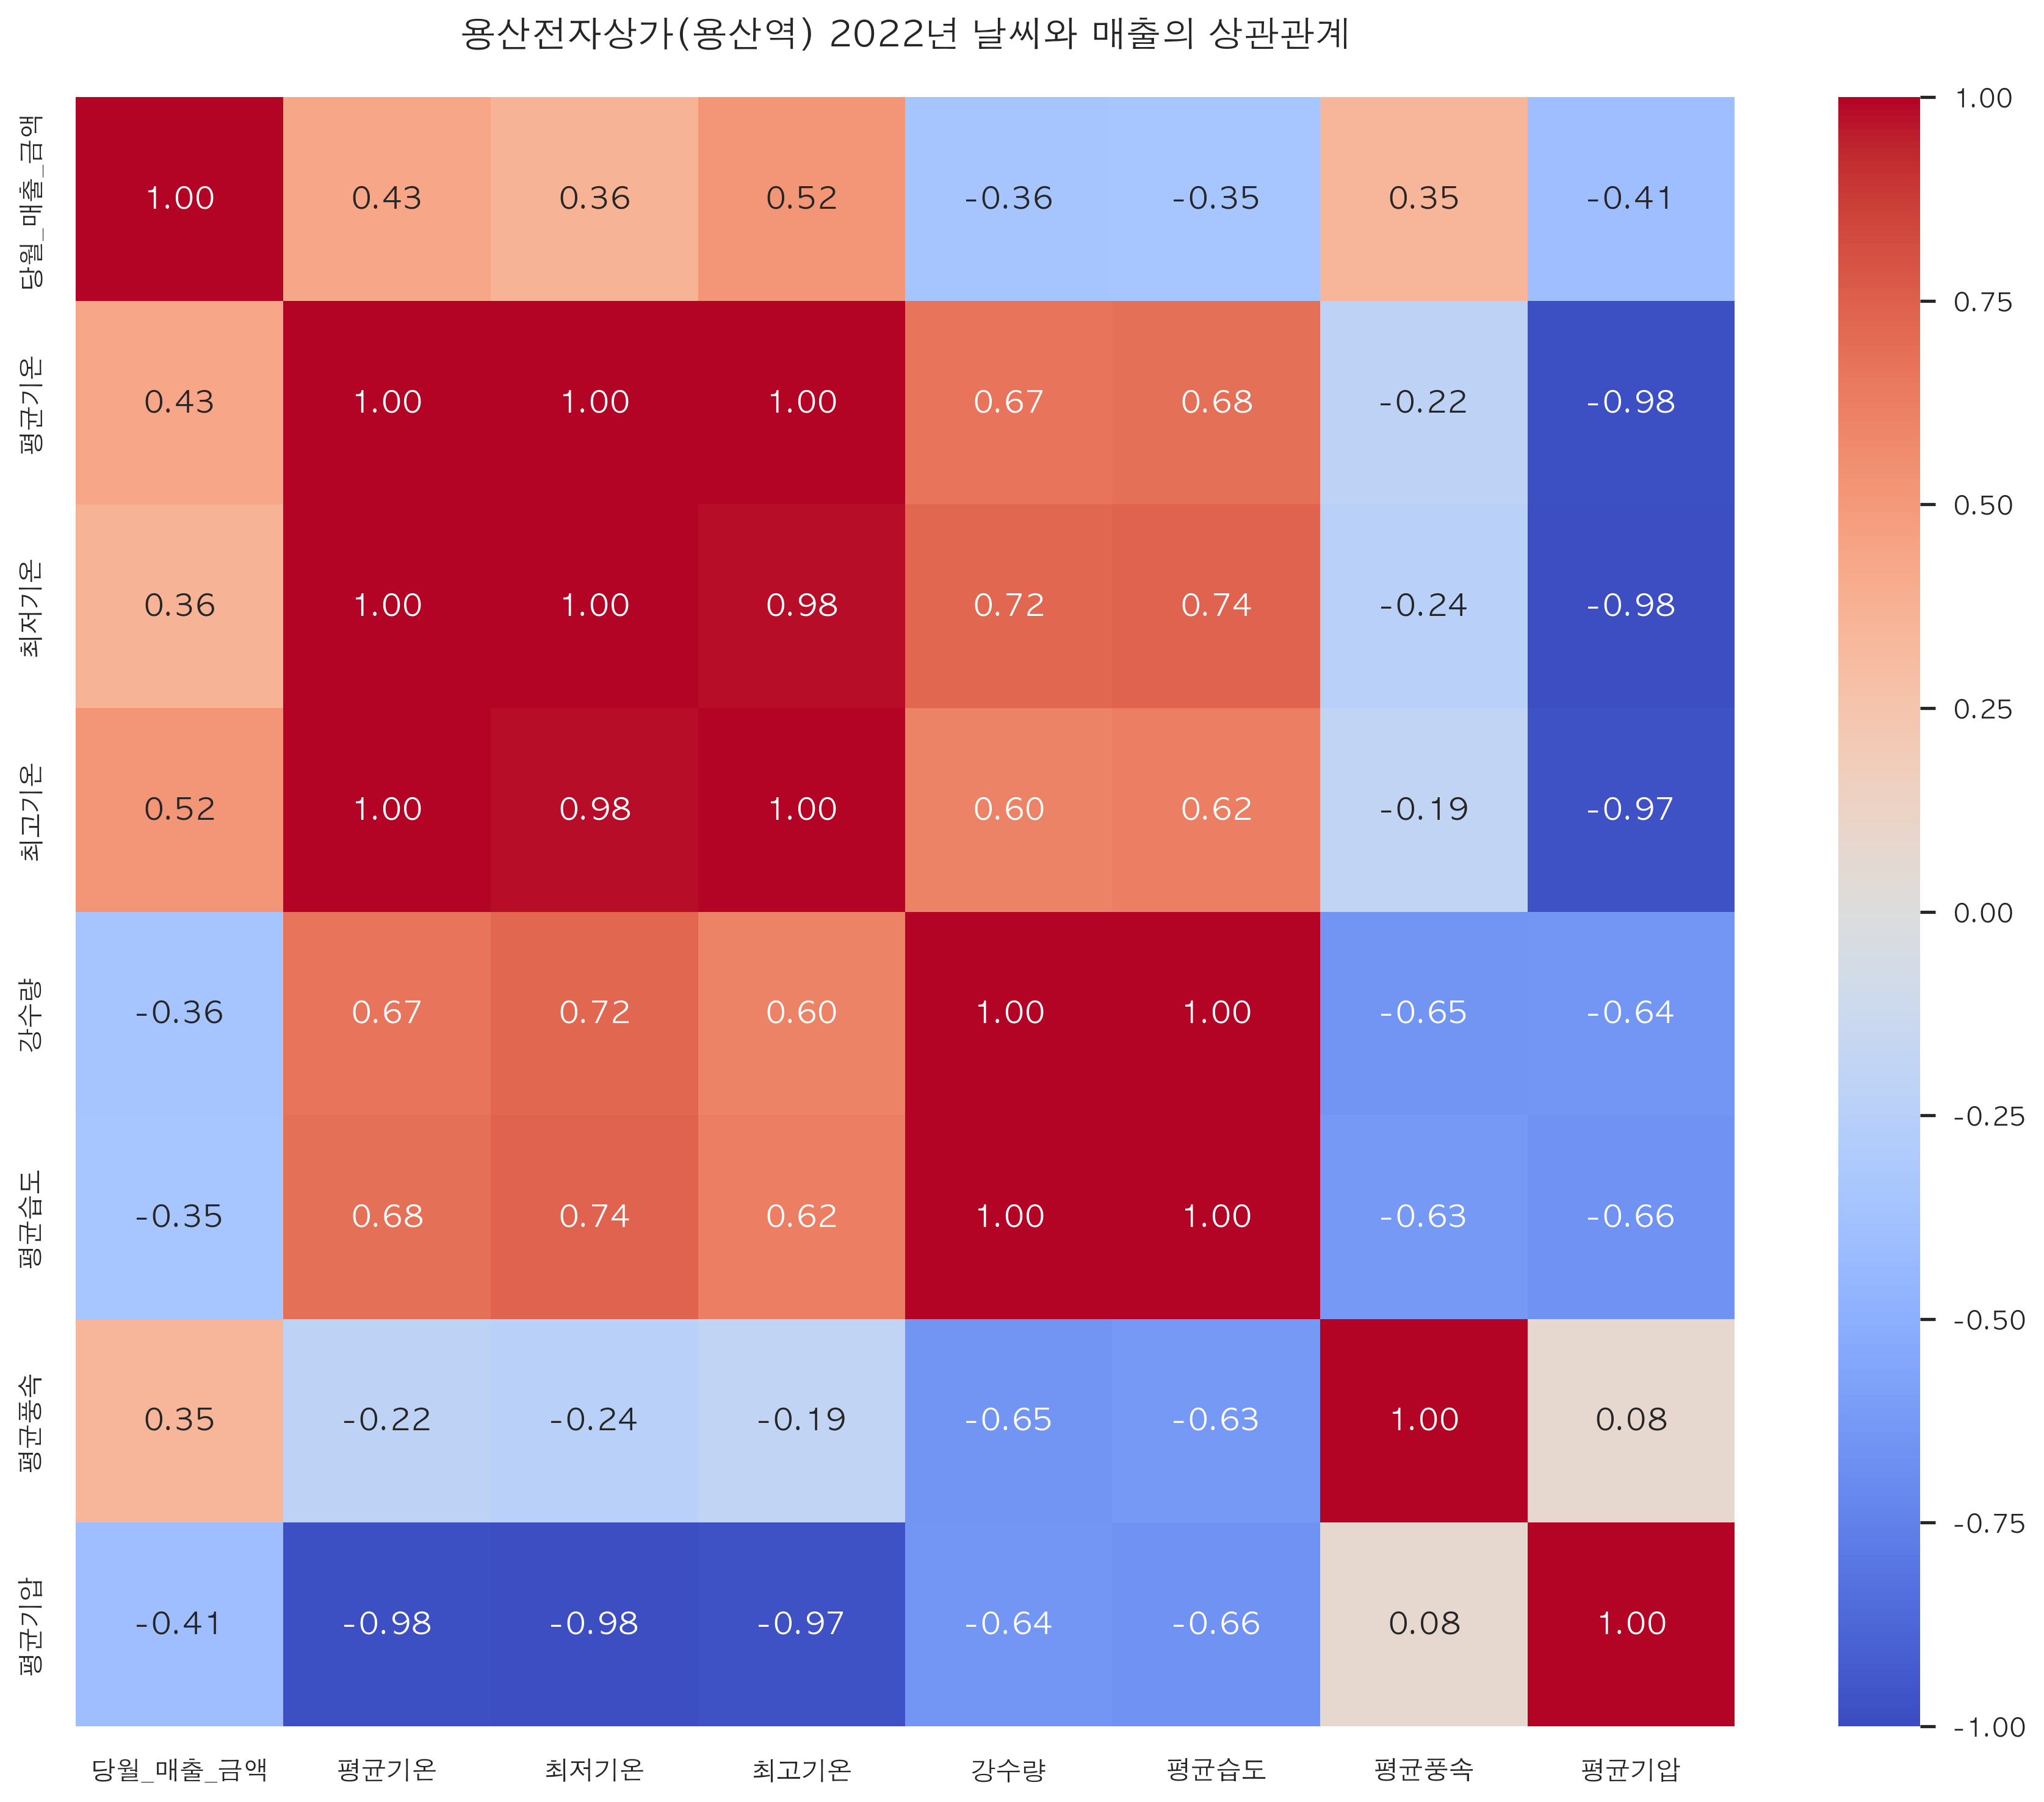 용산전자상가(용산역) 2022년 날씨와 매출의 상관관계
당월_매출_금액 1.00 0.43 0.36 0.52 -0.36 -0.35 0.35 -0.41
평균기온 0.43 1.00 1.00 1.00 0.67 0.68 -0.22 -0.98
최저기온 0.36 1.00 1.00 0.98 0.72 0.74 -0.24 -0.98
최고기온 0.52 1.00 0.98 1.00 0.60 0.62 -0.19 -0.97
강수량 -0.36 0.67 0.72 0.60 1.00 1.00 -0.65 -0.64
평균습도 -0.35 0.68 0.74 0.62 1.00 1.00 -0.63 -0.66
평균풍속 0.35 -0.22 -0.24 -0.19 -0.65 -0.63 1.00 0.08
평균기압 -0.41 -0.98 -0.98 -0.97 -0.64 -0.66 0.08 1.00
당월_매출_금액 평균기온 최저기온 최고기온 강수량 평균습도 평균풍속 평균기압
1.00
0.75
0.50
0.25
0.00
-0.25
-0.50
-0.75
-1.00